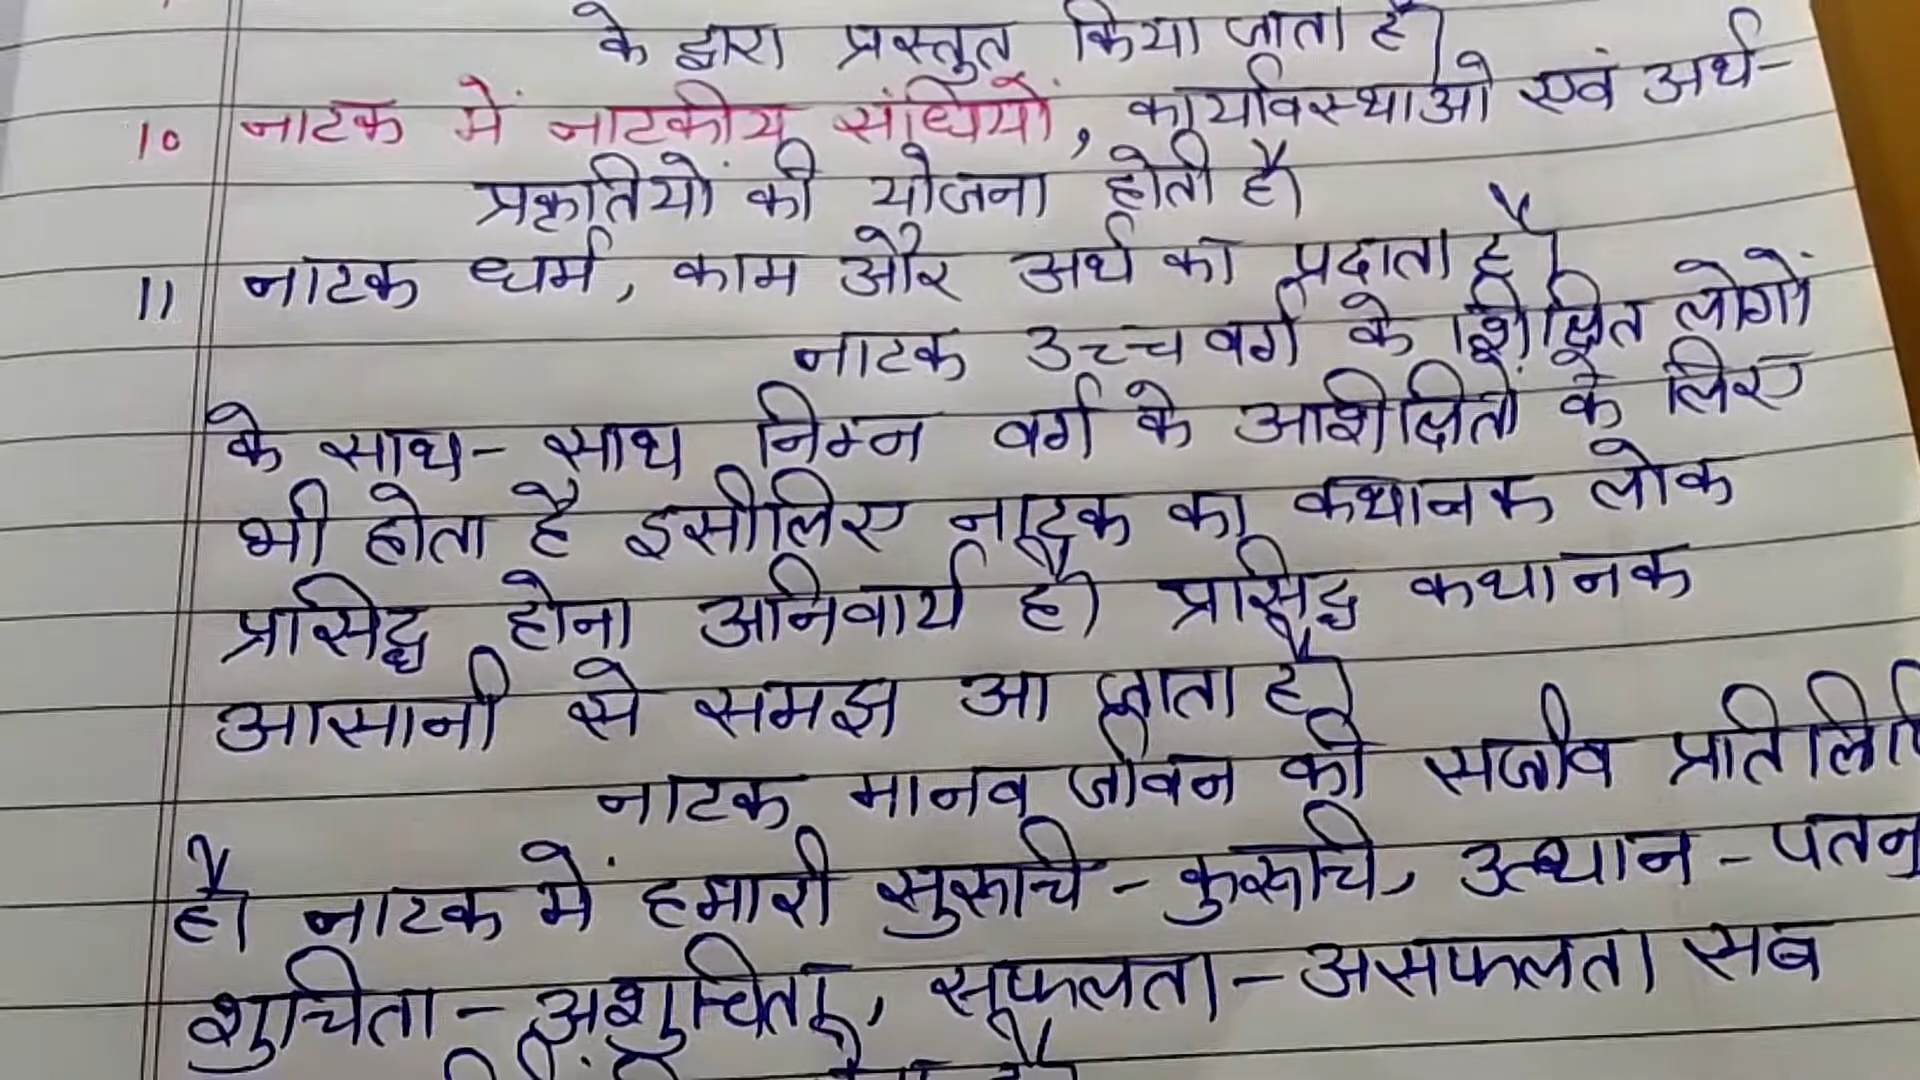 के द्वारा प्रस्तुत किया जाता है।
10 नाटक में नाटकीय संधियों, कार्यावस्थाओ एवं अर्थ-
प्रकृतियों की योजना होती है।
11 नाटक धर्म, काम और अर्थ का प्रदाता है।
नाटक उच्च वर्ग के शिक्षित लोगों
के साथ-साथ निम्न वर्ग के अशिक्षितों के लिए
भी होता है इसीलिए नाटक का कथानक लोक
प्रसिद्ध होना अनिवार्य है। प्रसिद्ध कथानक
आसानी से समझ आ जाता है।
नाटक मानव जीवन की सजीव प्रतिलिपि
है। नाटक में हमारी सुरूचि-कुरूचि, उत्थान-पतन
शुचिता-अशुचिता, सफलता-असफलता सब